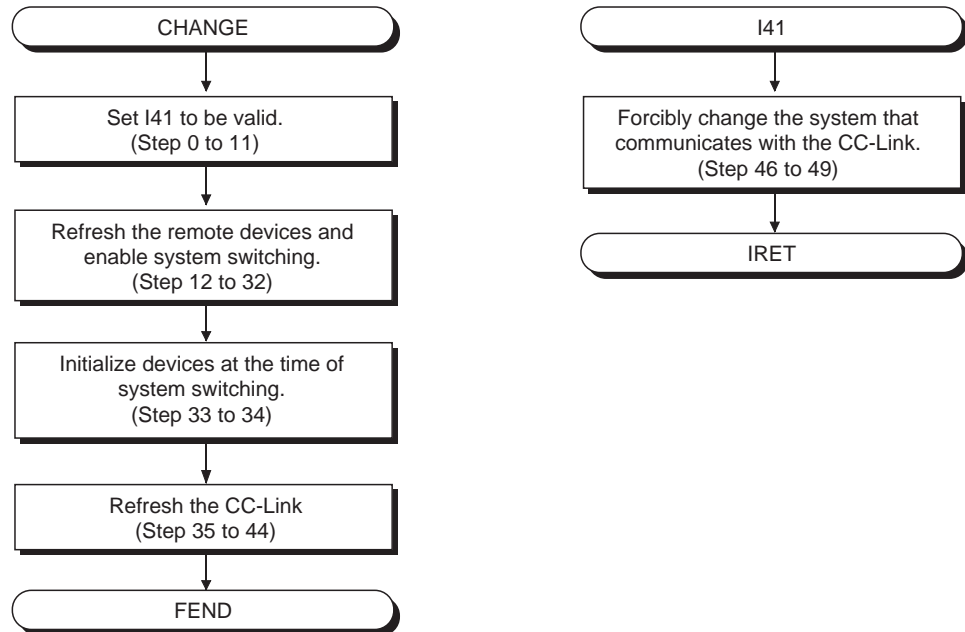 CHANGE
Set I41 to be valid.
(Step 0 to 11)
Refresh the remote devices and
enable system switching.
(Step 12 to 32)
Initialize devices at the time of
system switching.
(Step 33 to 34)
Refresh the CC-Link
(Step 35 to 44)
FEND
I41
Forcibly change the system that
communicates with the CC-Link.
(Step 46 to 49)
IRET